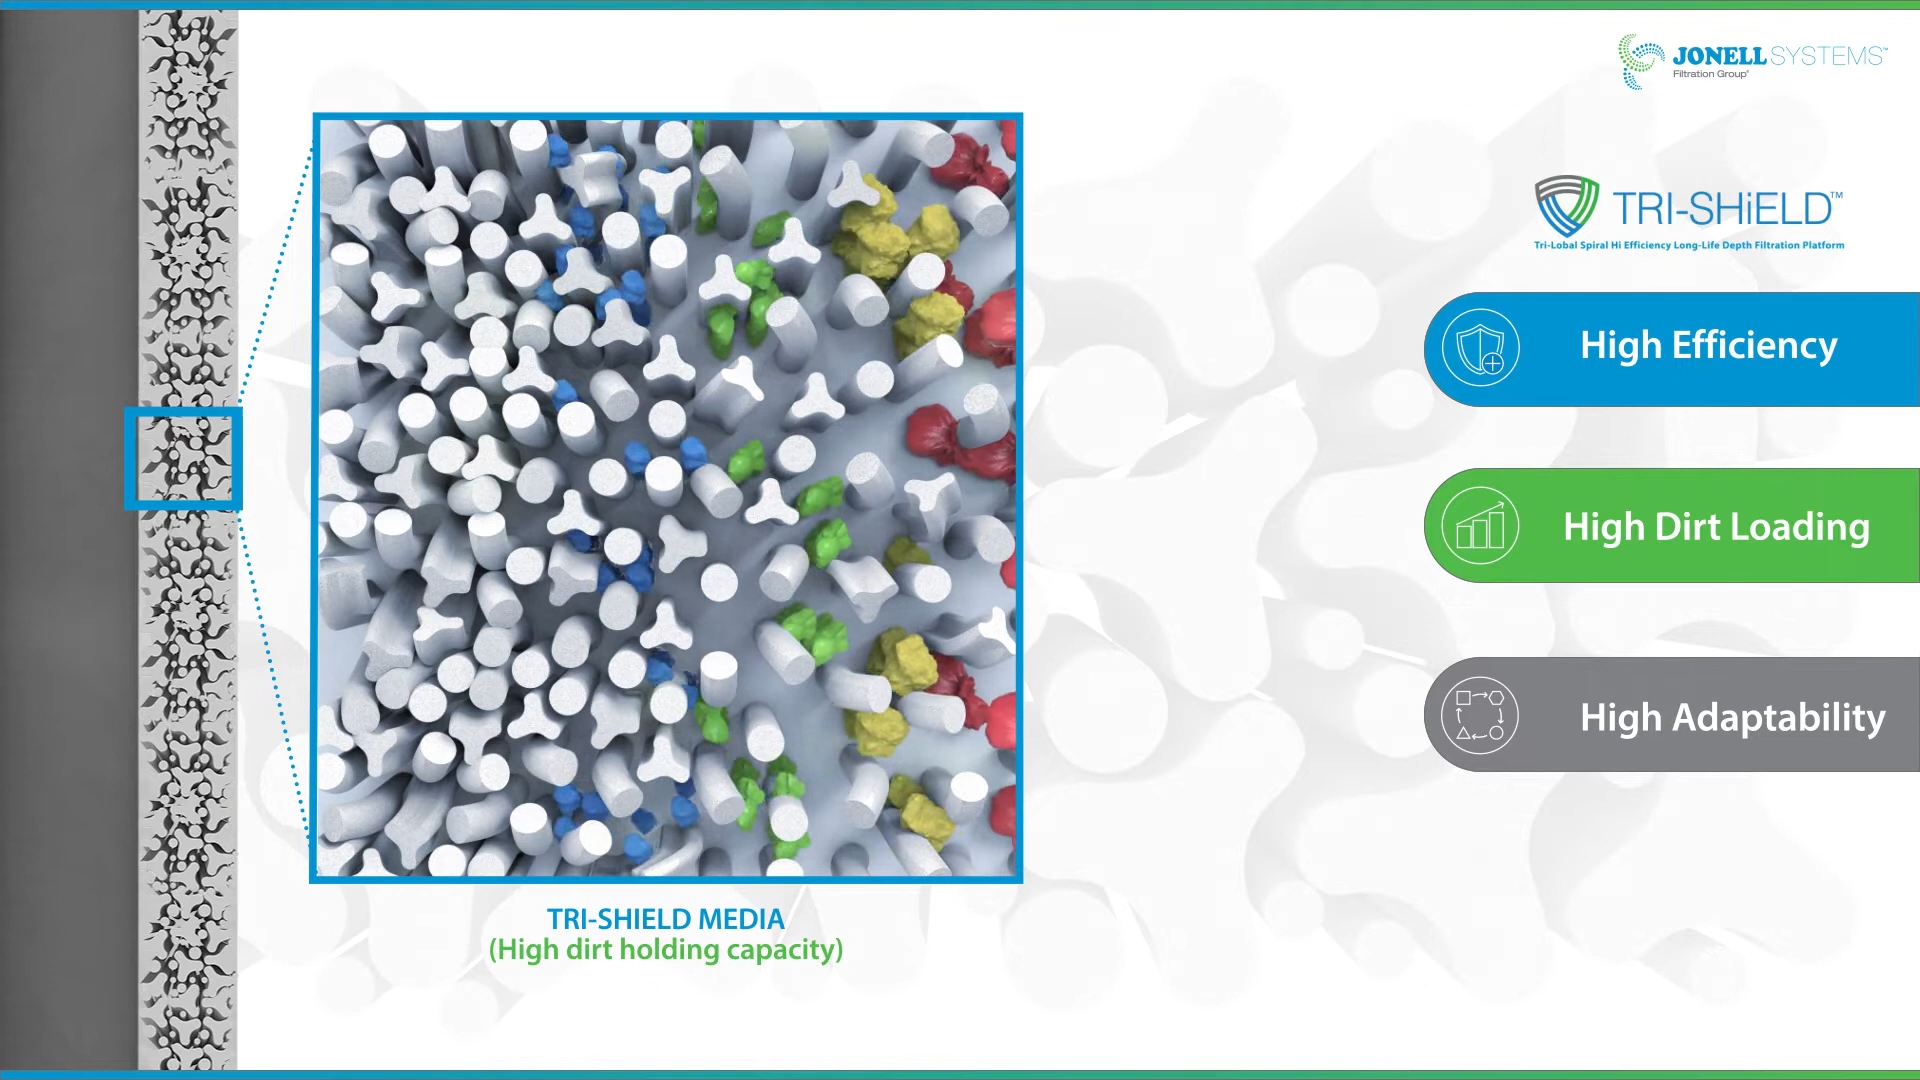 JONELL SYSTEMS™
Filtration Group®
TRI-SHiELD™
Tri-Lobal Spiral Hi Efficiency Long-Life Depth Filtration Platform
High Efficiency
High Dirt Loading
High Adaptability
TRI-SHIELD MEDIA
(High dirt holding capacity)